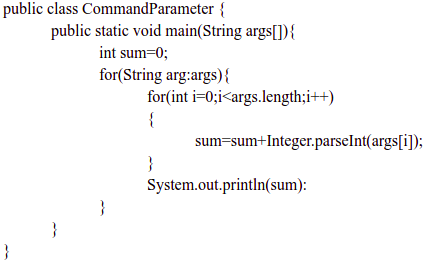 public class CommandParameter {
public static void main(String args[]){
int sum=0;
for(String arg:args){
for(int i=0;i<args.length;i++)
{
sum=sum+Integer.parseInt(args[i]);
}
System.out.println(sum):
}
}
}